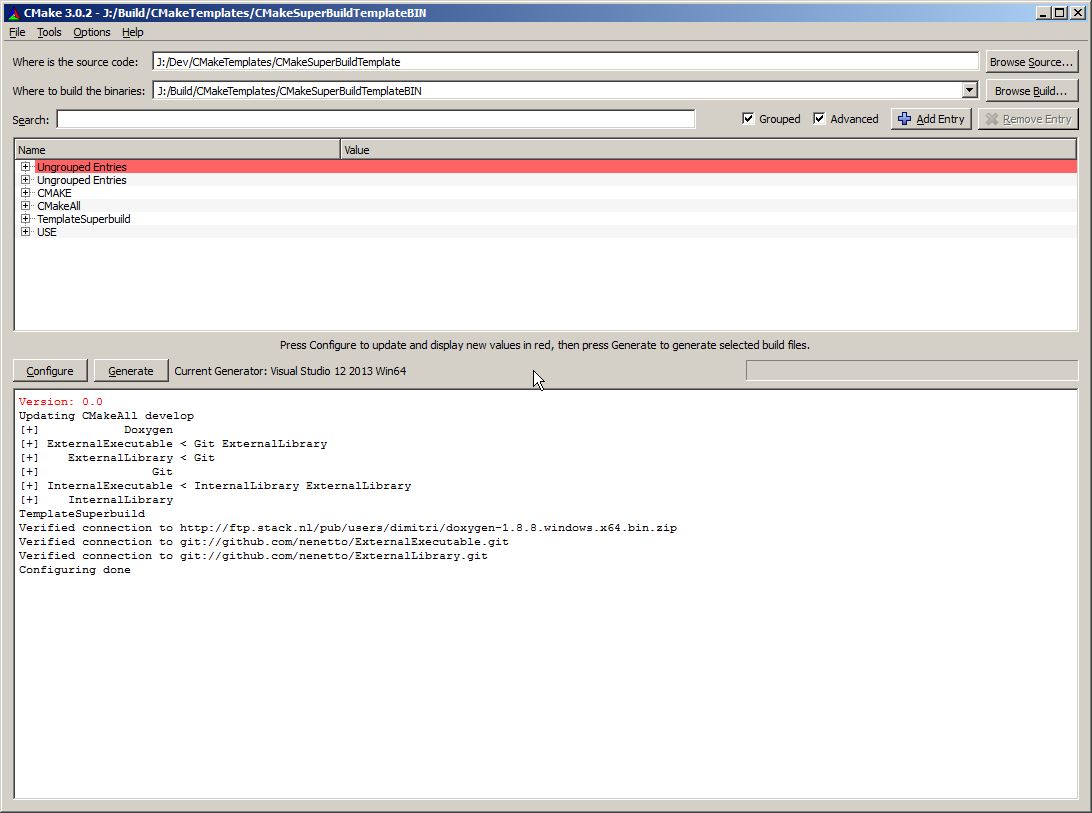 CMake 3.0.2 - J:/Build/CMakeTemplates/CMakeSuperBuildTemplateBIN
File Tools Options Help
Where is the source code: J:/Dev/CMakeTemplates/CMakeSuperBuildTemplate Browse Source...
Where to build the binaries: J:/Build/CMakeTemplates/CMakeSuperBuildTemplateBIN Browse Build...
Search: Grouped Advanced Add Entry Remove Entry
Name Value
Ungrouped Entries
Ungrouped Entries
CMAKE
CMakeAll
TemplateSuperbuild
USE
Press Configure to update and display new values in red, then press Generate to generate selected build files.
Configure Generate Current Generator: Visual Studio 12 2013 Win64
Version: 0.0
Updating CMakeAll develop
[+] Doxygen
[+] ExternalExecutable < Git ExternalLibrary
[+] ExternalLibrary < Git
[+] Git
[+] InternalExecutable < InternalLibrary ExternalLibrary
[+] InternalLibrary
TemplateSuperbuild
Verified connection to http://ftp.stack.nl/pub/users/dimitri/doxygen-1.8.8.windows.x64.bin.zip
Verified connection to git://github.com/nenetto/ExternalExecutable.git
Verified connection to git://github.com/nenetto/ExternalLibrary.git
Configuring done